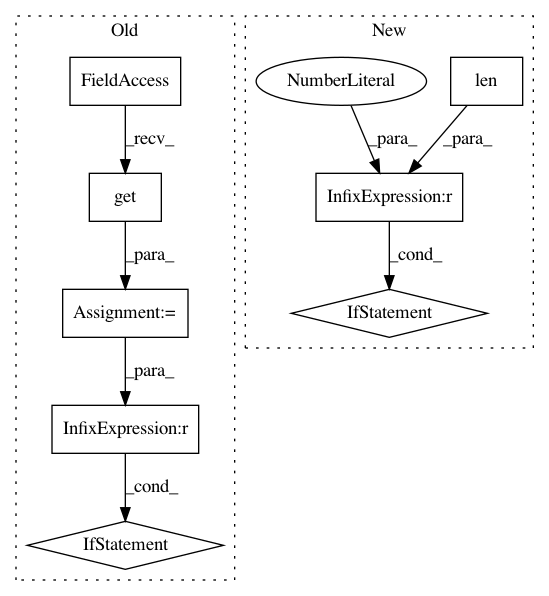 Old
FieldAccess
_recv_
get
_para_
Assignment:=
_para_
InfixExpression:r
_cond_
IfStatement
New
NumberLiteral
len
_para_
_para_
InfixExpression:r
_cond_
IfStatement